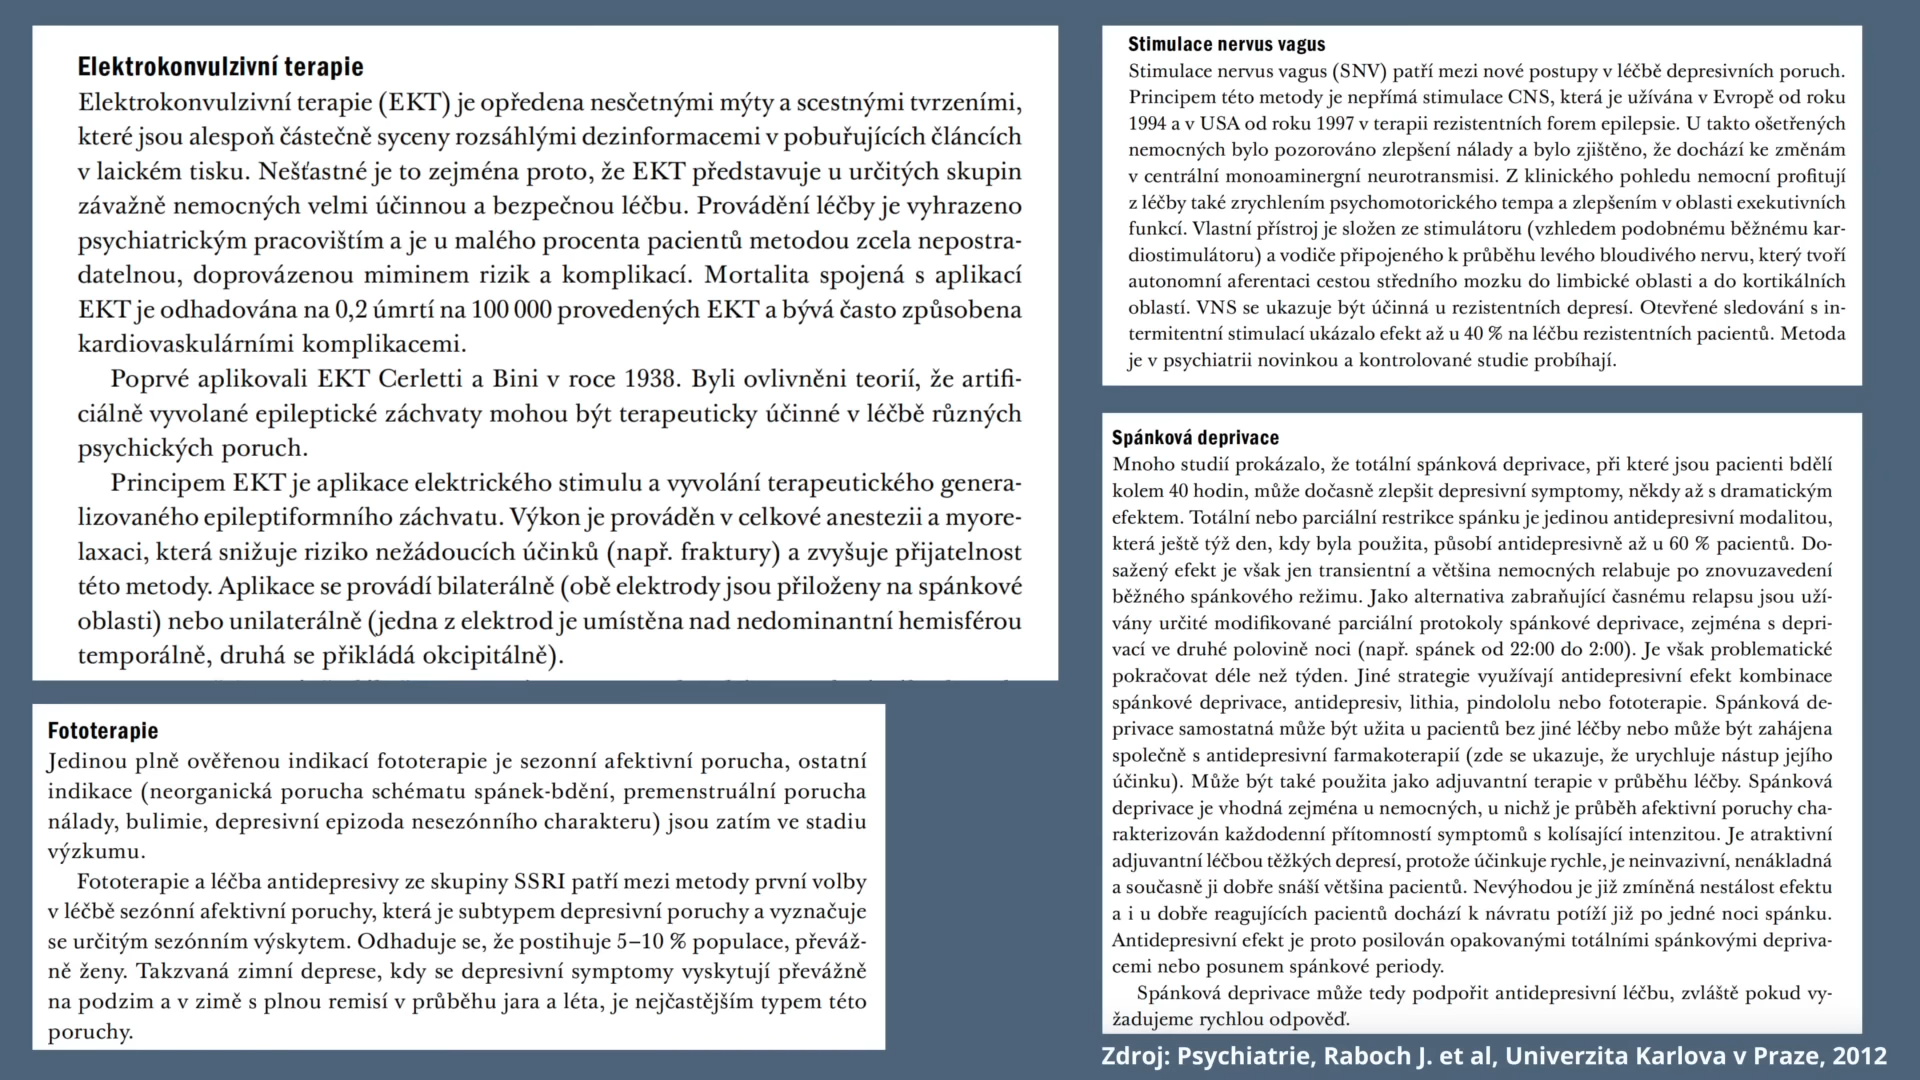 Elektrokonvulzivní terapie
Elektrokonvulzivní terapie (EKT) je opředena nesčetnými mýty a scestnými tvrzeními,
které jsou alespoň částečně syceny rozsáhlými dezinformacemi v pobuřujících článcích
v laickém tisku. Nešťastné je to zejména proto, že EKT představuje u určitých skupin
závažně nemocných velmi účinnou a bezpečnou léčbu. Provádění léčby je vyhrazeno
psychiatrickým pracovištím a je u malého procenta pacientů metodou zcela nepostra-
datelnou, doprovázenou miminem rizik a komplikací. Mortalita spojená s aplikací
EKT je odhadována na 0,2 úmrtí na 100 000 provedených EKT a bývá často způsobena
kardiovaskulárními komplikacemi.
Poprvé aplikovali EKT Cerletti a Bini v roce 1938. Byli ovlivněni teorií, že artifi-
ciálně vyvolané epileptické záchvaty mohou být terapeuticky účinné v léčbě různých
psychických poruch.
Principem EKT je aplikace elektrického stimulu a vyvolání terapeutického genera-
lizovaného epileptiformního záchvatu. Výkon je prováděn v celkové anestezii a myore-
laxaci, která snižuje riziko nežádoucích účinků (např. fraktury) a zvyšuje přijatelnost
této metody. Aplikace se provádí bilaterálně (obě elektrody jsou přiloženy na spánkové
oblasti) nebo unilaterálně (jedna z elektrod je umístěna nad nedominantní hemisférou
temporálně, druhá se přikládá okcipitálně).
Fototerapie
Jedinou plně ověřenou indikací fototerapie je sezonní afektivní porucha, ostatní
indikace (neorganická porucha schématu spánek-bdění, premenstruální porucha
nálady, bulimie, depresivní epizoda nesezónního charakteru) jsou zatím ve stadiu
výzkumu.
Fototerapie a léčba antidepresivy ze skupiny SSRI patří mezi metody první volby
v léčbě sezónní afektivní poruchy, která je subtypem depresivní poruchy a vyznačuje
se určitým sezónním výskytem. Odhaduje se, že postihuje 5–10 % populace, převáž-
ně ženy. Takzvaná zimní deprese, kdy se depresivní symptomy vyskytují převážně
na podzim a v zimě s plnou remisí v průběhu jara a léta, je nejčastějším typem této
poruchy.
Stimulace nervus vagus
Stimulace nervus vagus (SNV) patří mezi nové postupy v léčbě depresivních poruch.
Principem této metody je nepřímá stimulace CNS, která je užívána v Evropě od roku
1994 a v USA od roku 1997 v terapii rezistentních forem epilepsie. U takto ošetřených
nemocných bylo pozorováno zlepšení nálady a bylo zjištěno, že dochází ke změnám
v centrální monoaminergní neurotransmisi. Z klinického pohledu nemocní profitují
z léčby také zrychlením psychomotorického tempa a zlepšením v oblasti exekutivních
funkcí. Vlastní přístroj je složen ze stimulátoru (vzhledem podobnému běžnému kar-
diostimulátoru) a vodiče připojeného k průběhu levého bloudivého nervu, který tvoří
autonomní aferentaci cestou středního mozku do limbické oblasti a do kortikálních
oblastí. VNS se ukazuje být účinná u rezistentních depresí. Otevřené sledování s in-
termitentní stimulací ukázalo efekt až u 40 % na léčbu rezistentních pacientů. Metoda
je v psychiatrii novinkou a kontrolované studie probíhají.
Spánková deprivace
Mnoho studií prokázalo, že totální spánková deprivace, při které jsou pacienti bdělí
kolem 40 hodin, může dočasně zlepšit depresivní symptomy, někdy až s dramatickým
efektem. Totální nebo parciální restrikce spánku je jedinou antidepresivní modalitou,
která ještě týž den, kdy byla použita, působí antidepresivně až u 60 % pacientů. Do-
sažený efekt je však jen transientní a většina nemocných relabuje po znovuzavedení
běžného spánkového režimu. Jako alternativa zabraňující časnému relapsu jsou uží-
vány určité modifikované parciální protokoly spánkové deprivace, zejména s depri-
vací ve druhé polovině noci (např. spánek od 22:00 do 2:00). Je však problematické
pokračovat déle než týden. Jiné strategie využívají antidepresivní efekt kombinace
spánkové deprivace, antidepresiv, lithia, pindololu nebo fototerapie. Spánková de-
privace samostatná může být užita u pacientů bez jiné léčby nebo může být zahájena
společně s antidepresivní farmakoterapií (zde se ukazuje, že urychluje nástup jejího
účinku). Může být také použita jako adjuvantní terapie v průběhu léčby. Spánková
deprivace je vhodná zejména u nemocných, u nichž je průběh afektivní poruchy cha-
rakterizován každodenní přítomností symptomů s kolísající intenzitou. Je atraktivní
adjuvantní léčbou těžkých depresí, protože účinkuje rychle, je neinvazivní, nenákladná
a současně ji dobře snáší většina pacientů. Nevýhodou je již zmíněná nestálost efektu
a i u dobře reagujících pacientů dochází k návratu potíží již po jedné noci spánku.
Antidepresivní efekt je proto posilován opakovanými totálními spánkovými depriva-
cemi nebo posunem spánkové periody.
Spánková deprivace může tedy podpořit antidepresivní léčbu, zvláště pokud vy-
žadujeme rychlou odpověď.
Zdroj: Psychiatrie, Raboch J. et al, Univerzita Karlova v Praze, 2012